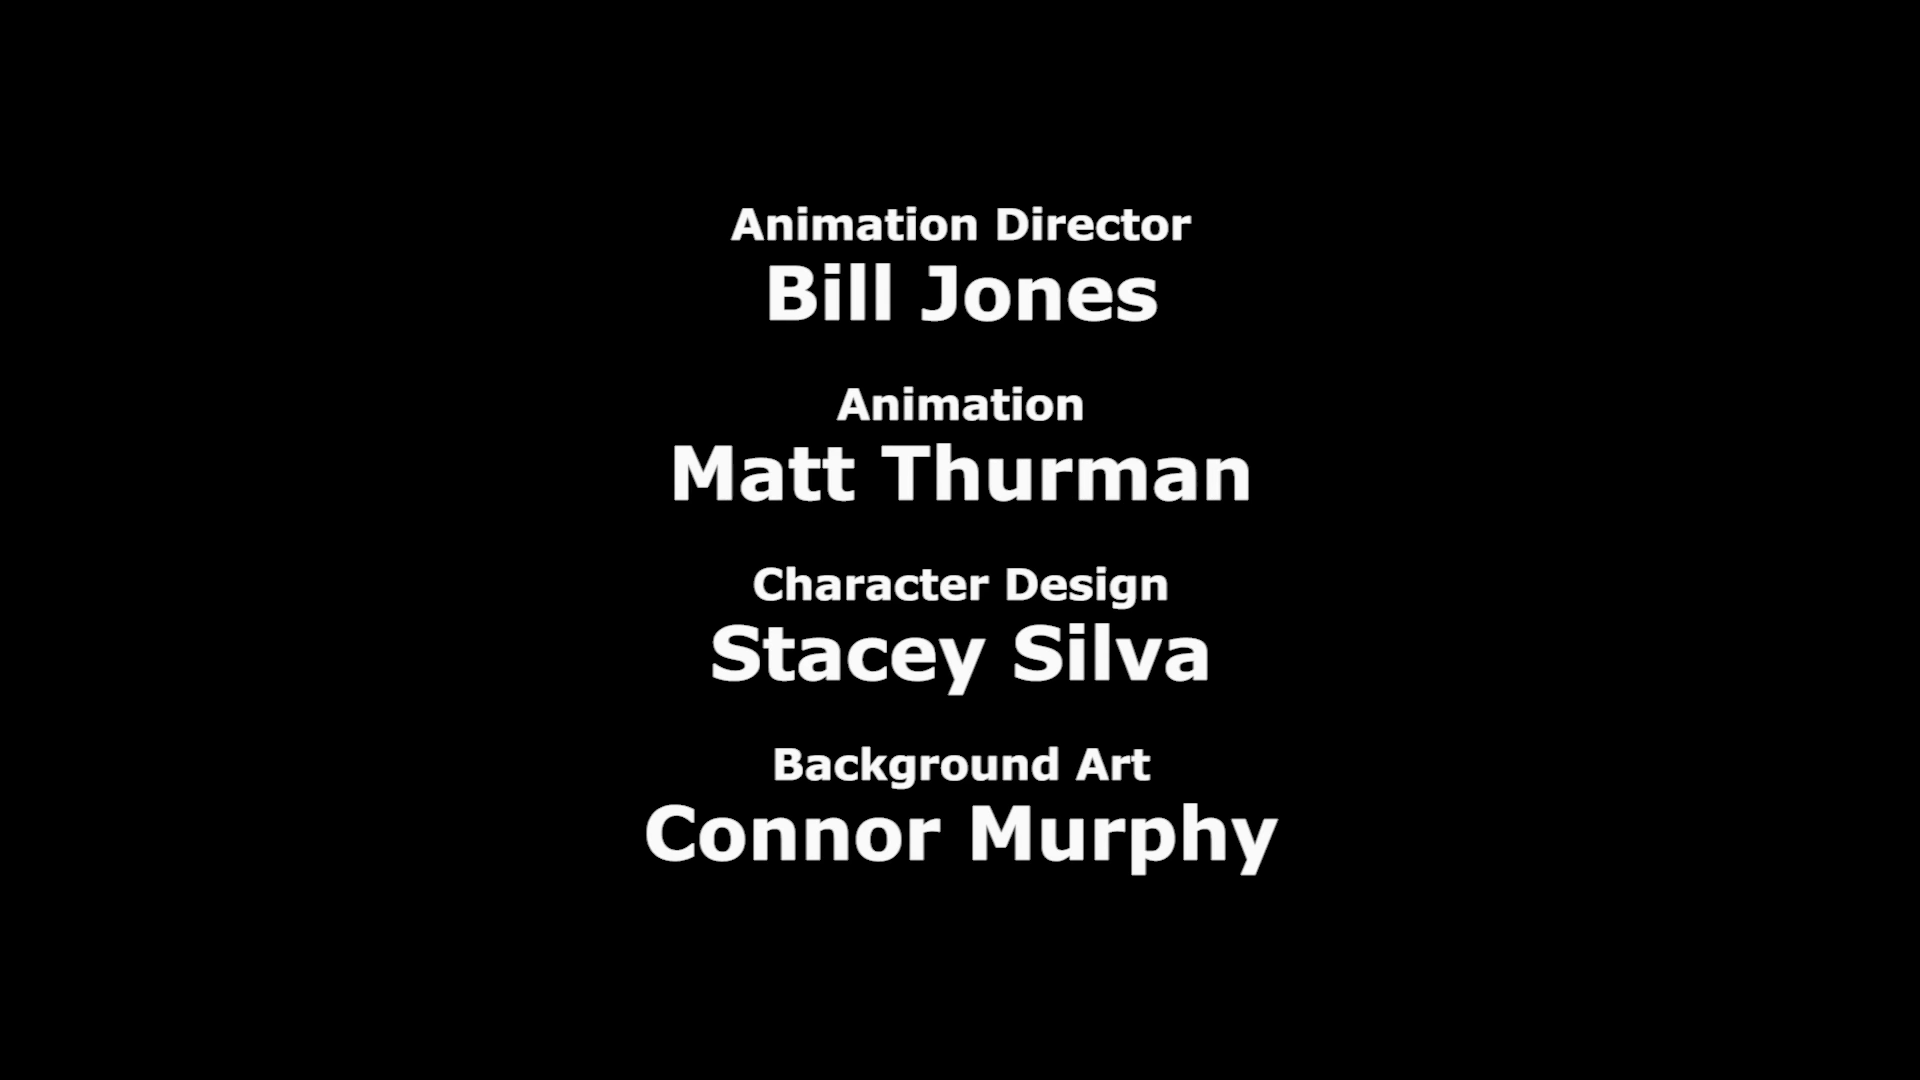 Animation Director
Bill Jones
Animation
Matt Thurman
Character Design
Stacey Silva
Background Art
Connor Murphy